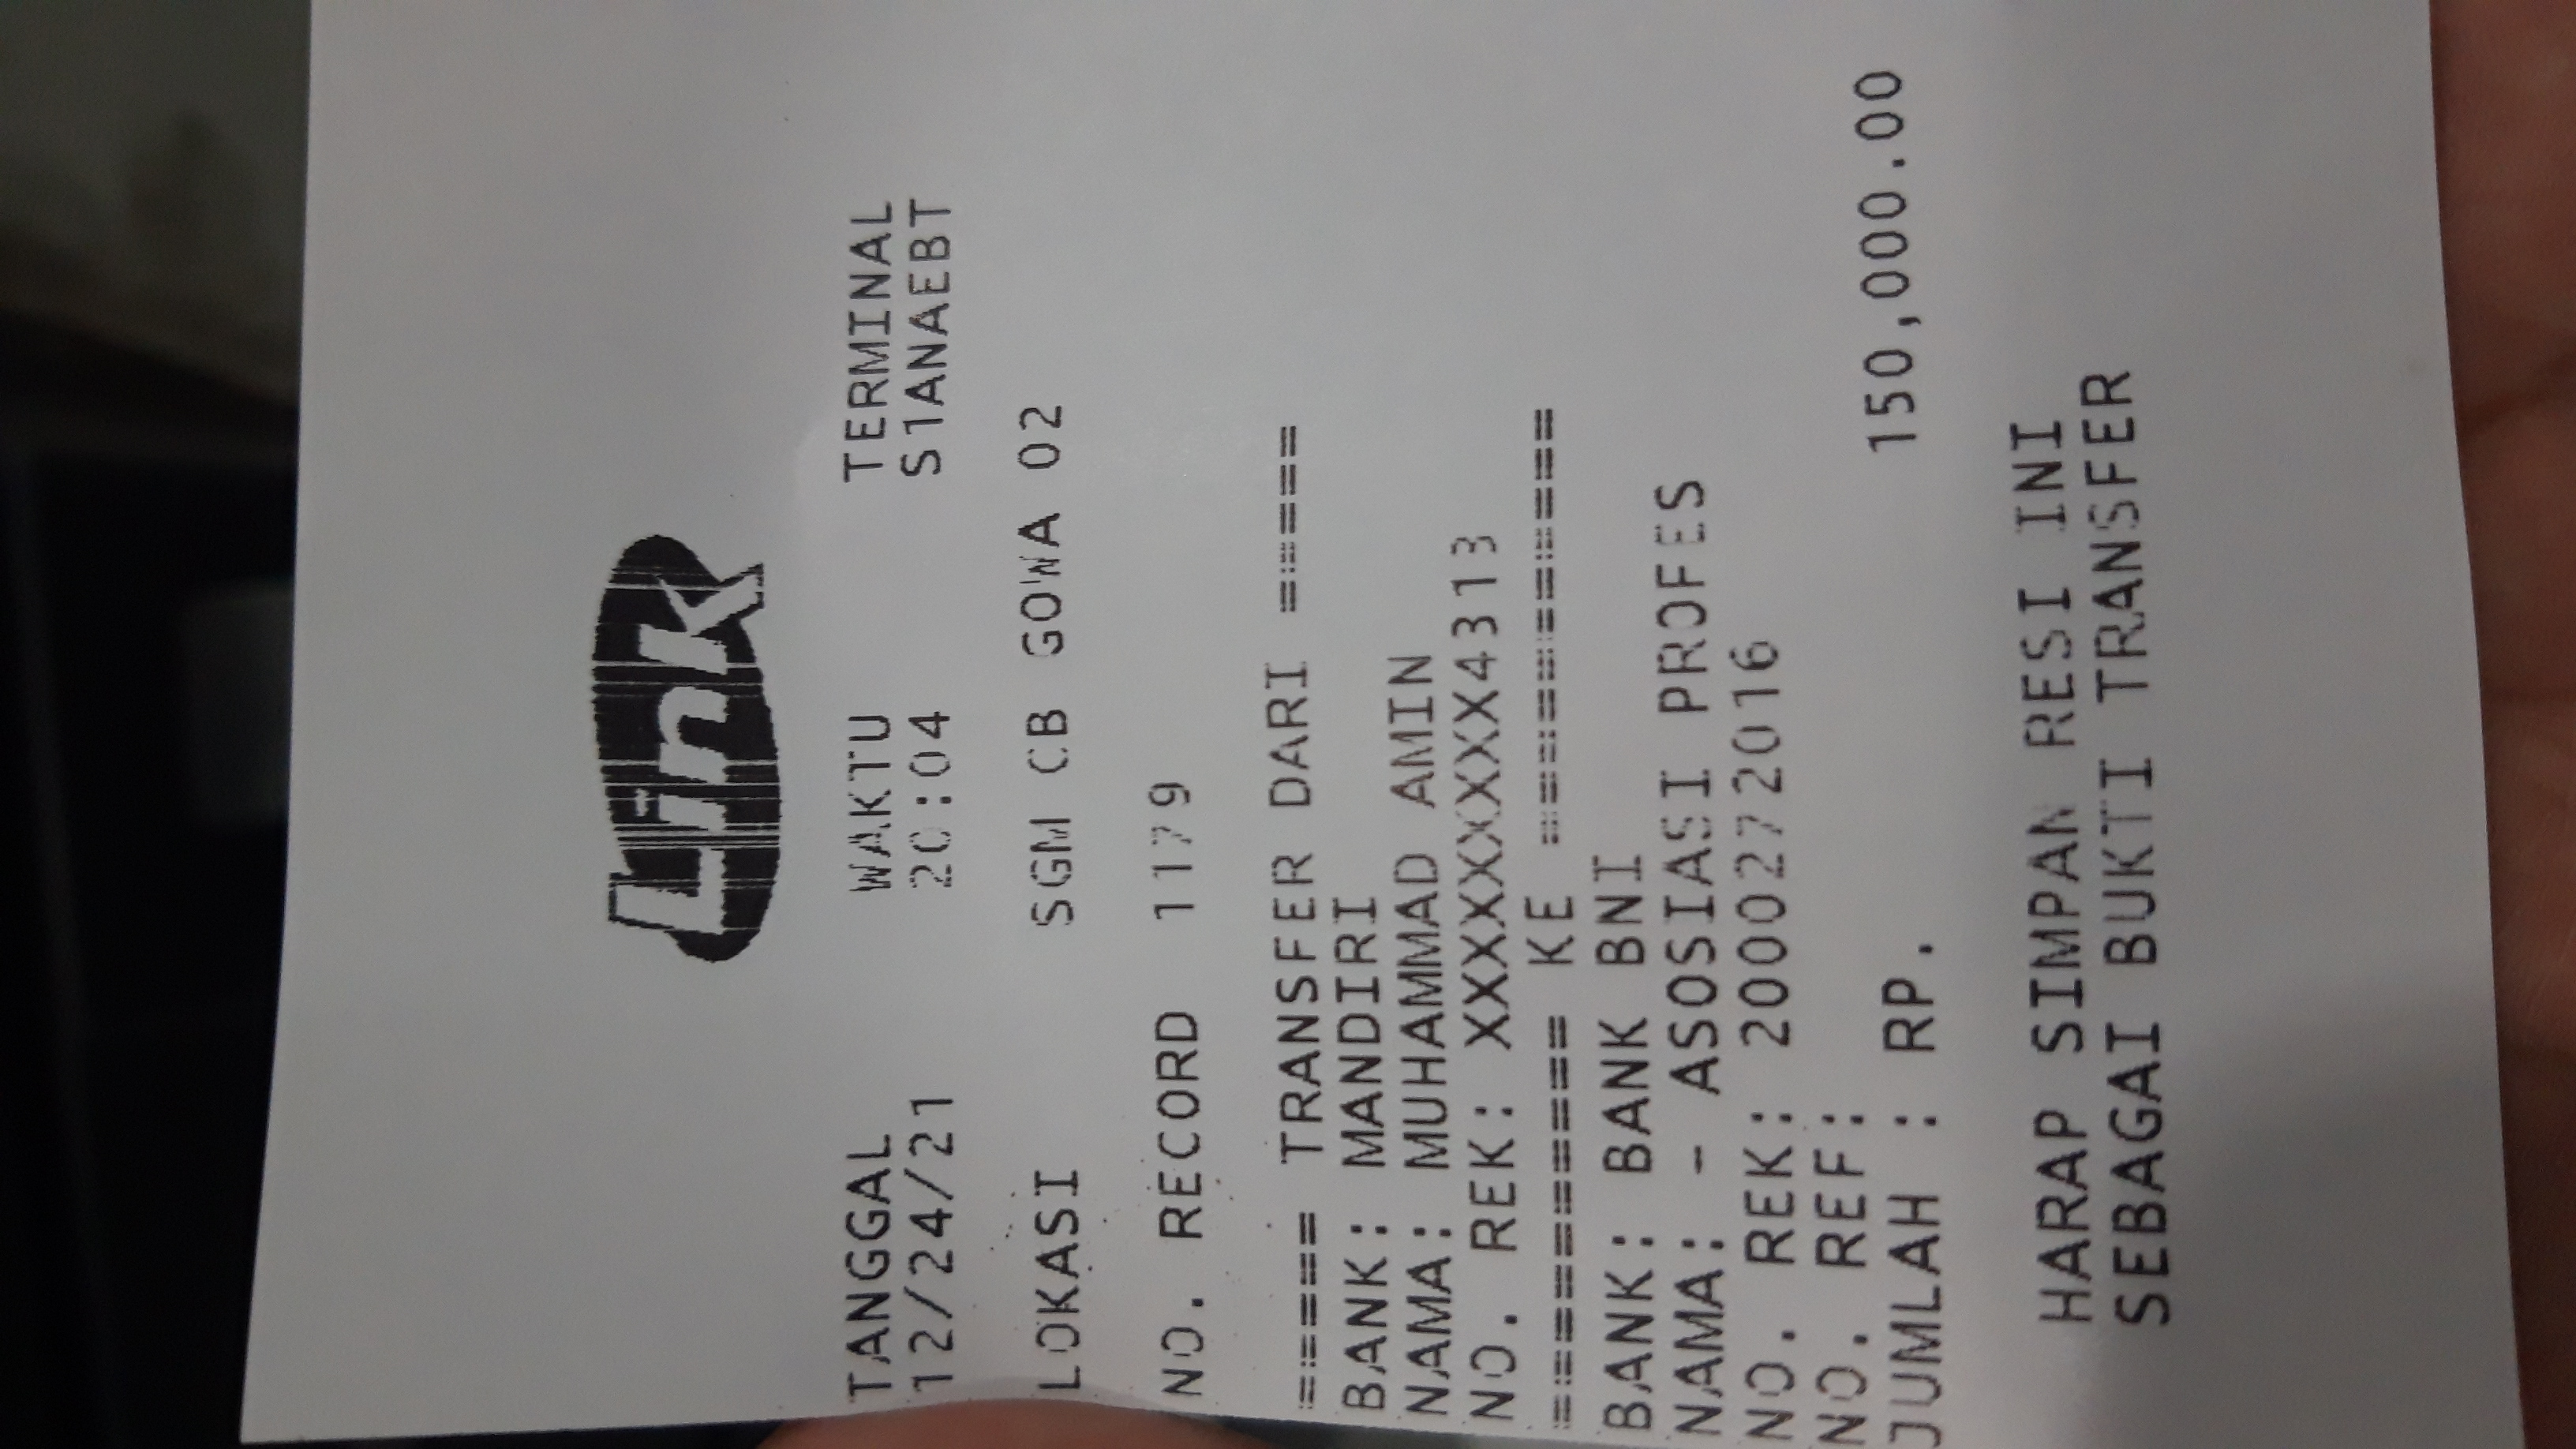 Link
TANGGAL WAKTU TERMINAL
12/24/21 20:04 S1ANAEBT
LOKASI SGM CB GOWA 02
NO. RECORD 1179
===== TRANSFER DARI =====
BANK: MANDIRI
NAMA: MUHAMMAD AMIN
NO. REK: XXXXXXXXX4313
========== KE ===========
BANK: BANK BNI
NAMA: - ASOSIASI PROFES
NO. REK: 2000272016
NO. REF:
JUMLAH : RP. 150,000.00
HARAP SIMPAN RESI INI
SEBAGAI BUKTI TRANSFER